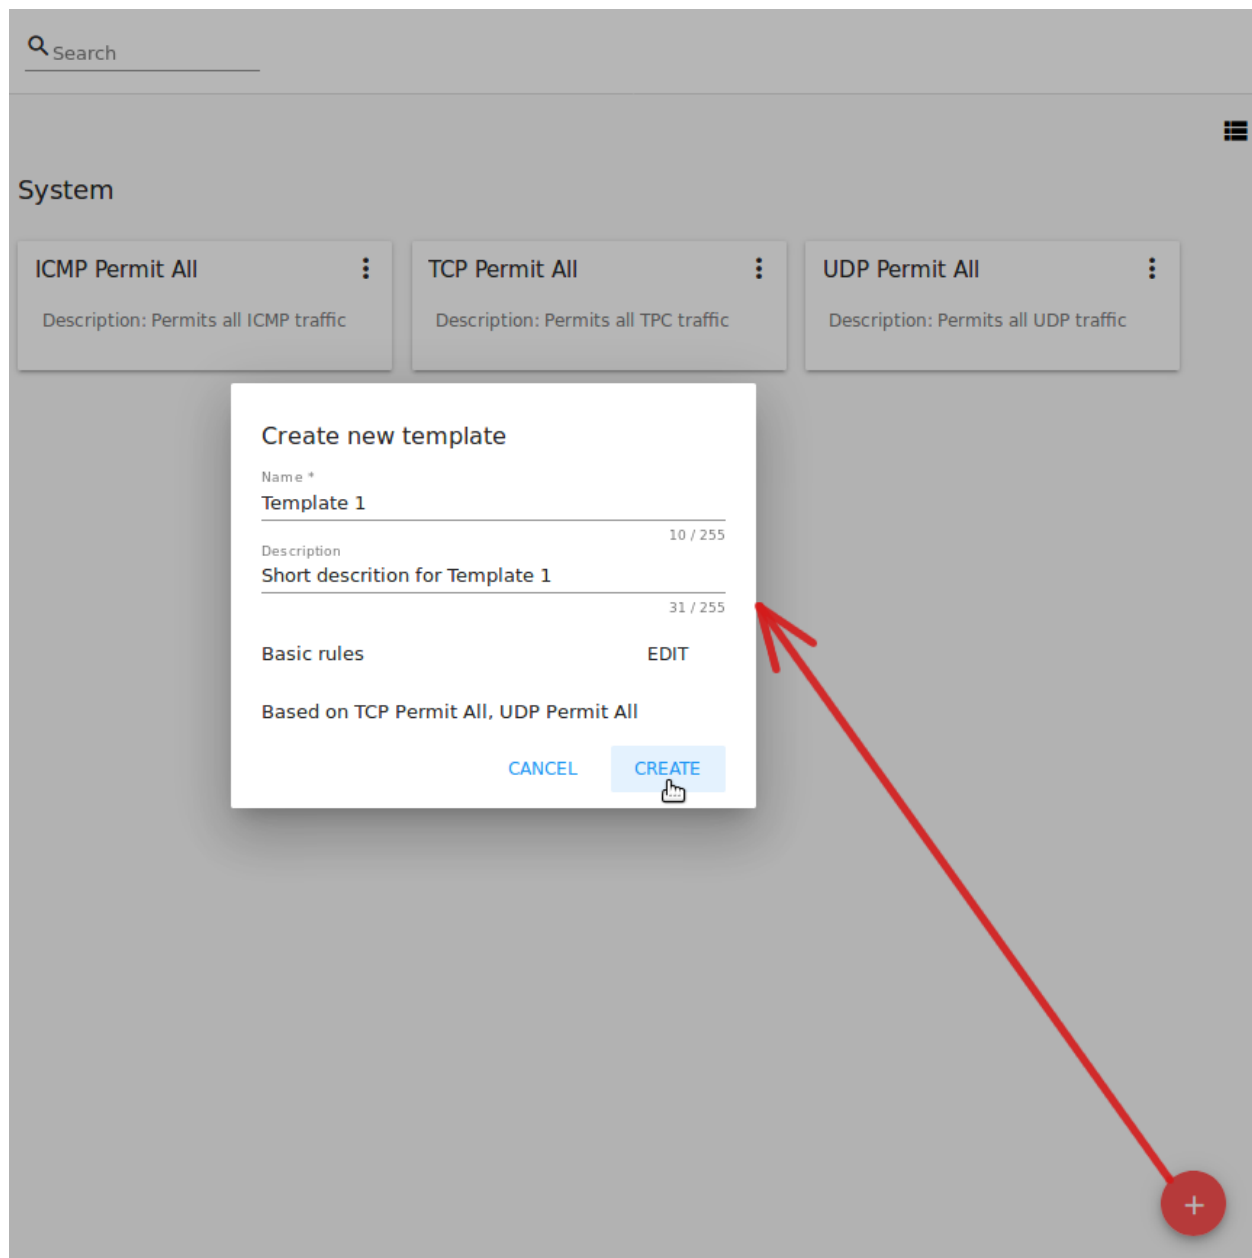 Search
System
ICMP Permit All
TCP Permit All
UDP Permit All
Description: Permits all ICMP traffic
Description: Permits all TPC traffic
Description: Permits all UDP traffic
Create new template
Name *
Template 1
10 / 255
Description
Short descrition for Template 1
31 / 255
Basic rules
EDIT
Based on TCP Permit All, UDP Permit All
CANCEL
CREATE
+